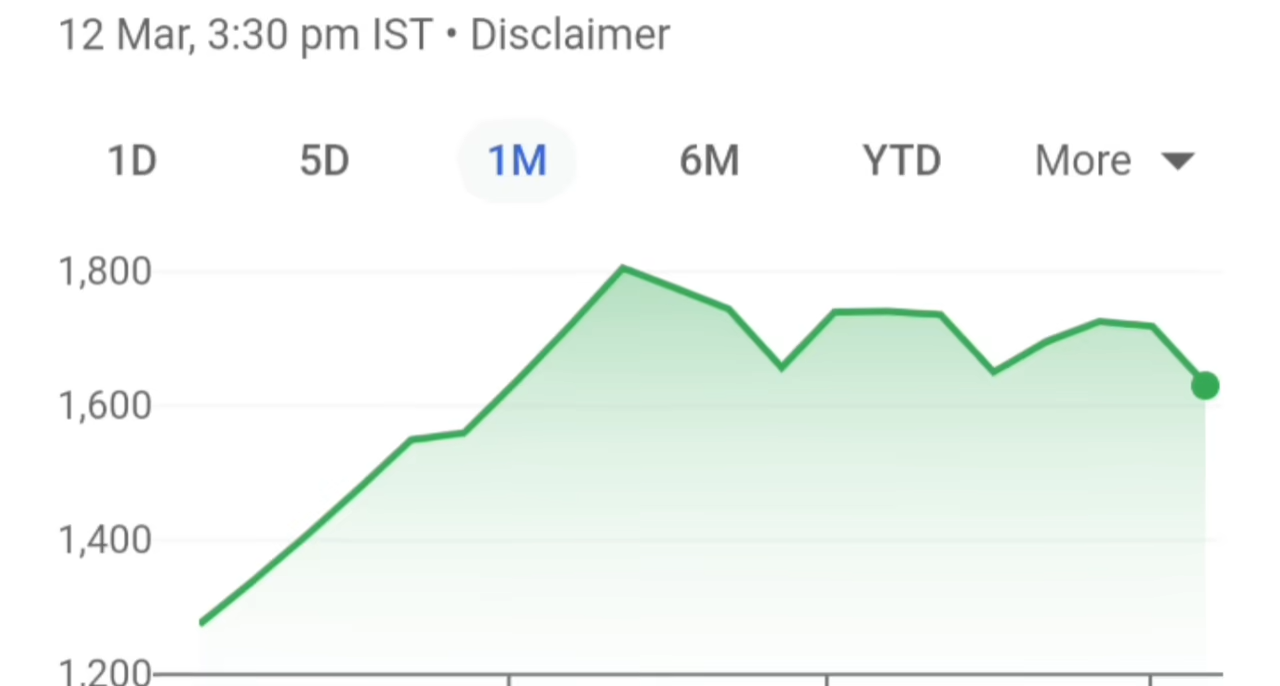 12 Mar, 3:30 pm IST • Disclaimer
1D 5D 1M 6M YTD More
1,800
1,600
1,400
1,200